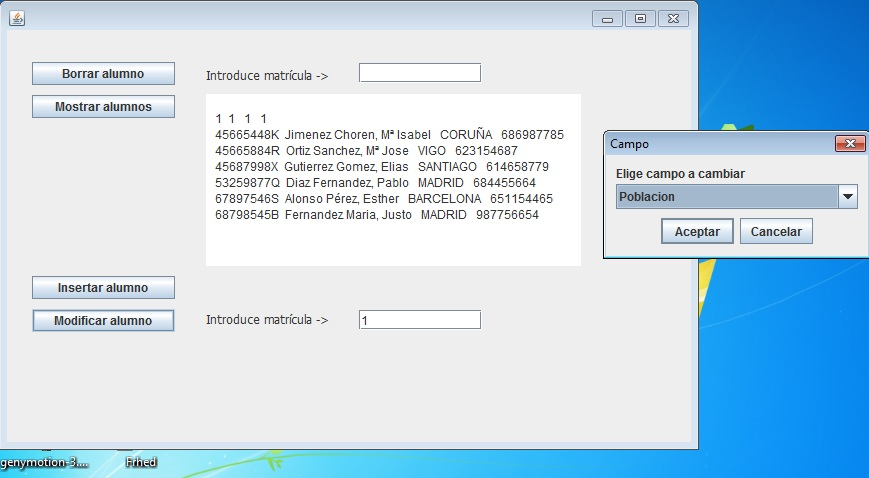 Borrar alumno
Introduce matrícula ->
Mostrar alumnos
1 1 1 1
45665448K Jimenez Choren, Mª Isabel CORUÑA 686987785
45665884R Ortiz Sanchez, Mª Jose VIGO 623154687
45687998X Gutierrez Gomez, Elias SANTIAGO 614658779
53259877Q Diaz Fernandez, Pablo MADRID 684455664
67897546S Alonso Pérez, Esther BARCELONA 651154465
68798545B Fernandez Maria, Justo MADRID 987756654
Insertar alumno
Modificar alumno
Introduce matrícula ->
1
Campo
Elige campo a cambiar
Poblacion
Aceptar
Cancelar
genymotion-3....
Frhed